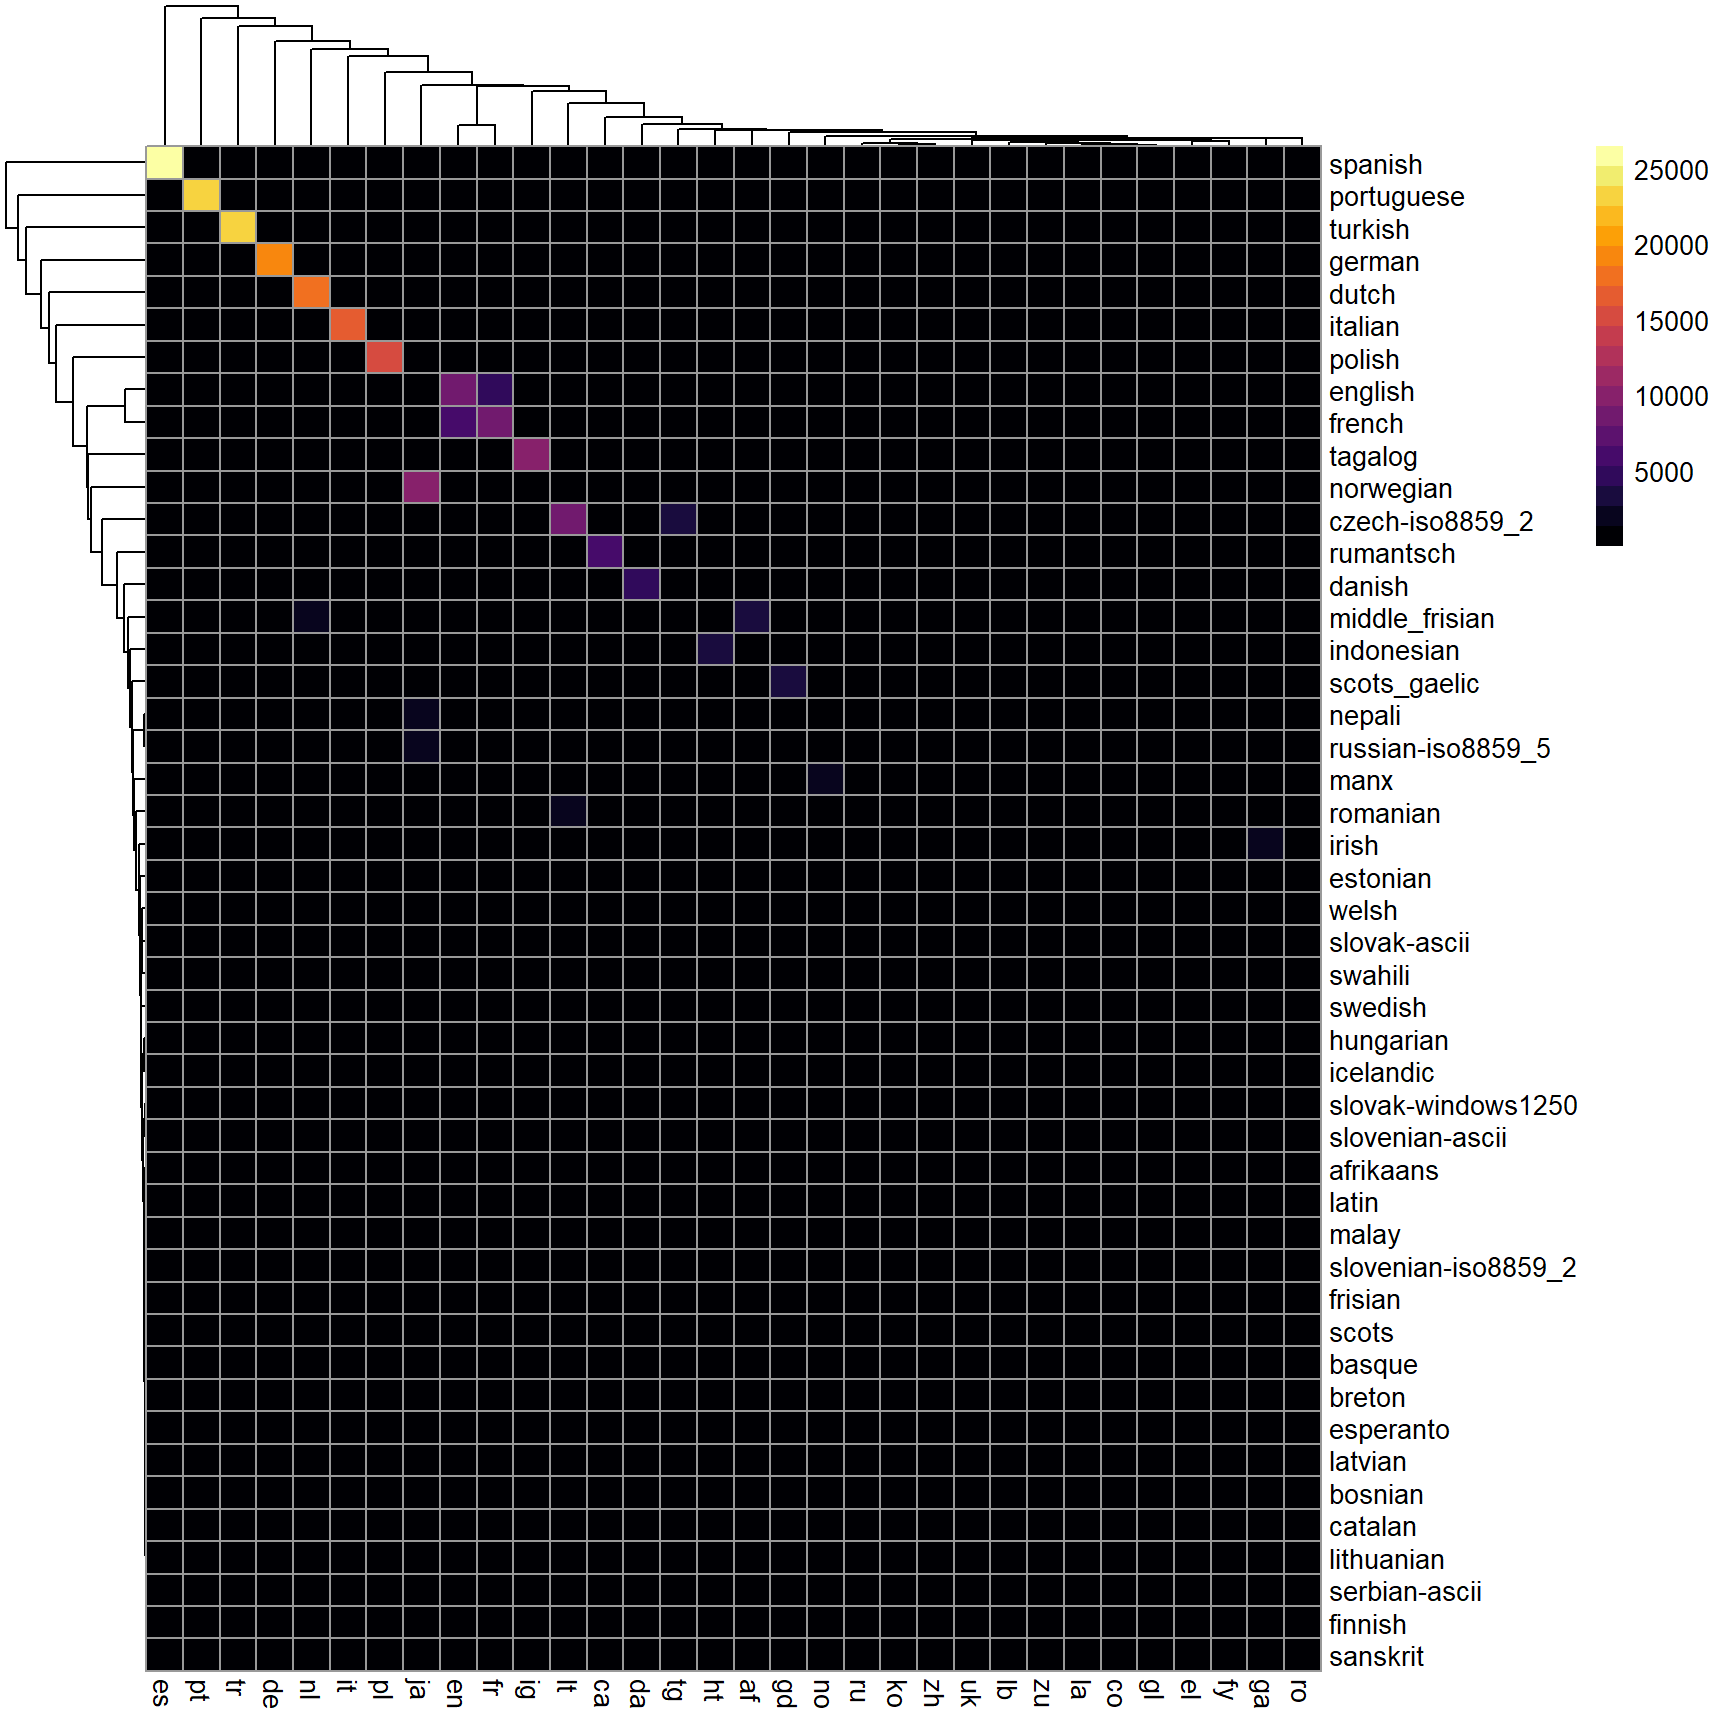 spanish
portuguese
turkish
german
dutch
italian
polish
english
french
tagalog
norwegian
czech-iso8859_2
rumantsch
danish
middle_frisian
indonesian
scots_gaelic
nepali
russian-iso8859_5
manx
romanian
irish
estonian
welsh
slovak-ascii
swahili
swedish
hungarian
icelandic
slovak-windows1250
slovenian-ascii
afrikaans
latin
malay
slovenian-iso8859_2
frisian
scots
basque
breton
esperanto
latvian
bosnian
catalan
lithuanian
serbian-ascii
finnish
sanskrit
25000
20000
15000
10000
5000
es
pt
tr
de
nl
it
pl
ja
en
fr
ig
lt
ca
da
tg
ht
af
gd
no
ru
ko
zh
uk
lb
zu
la
co
gl
el
fy
ga
ro